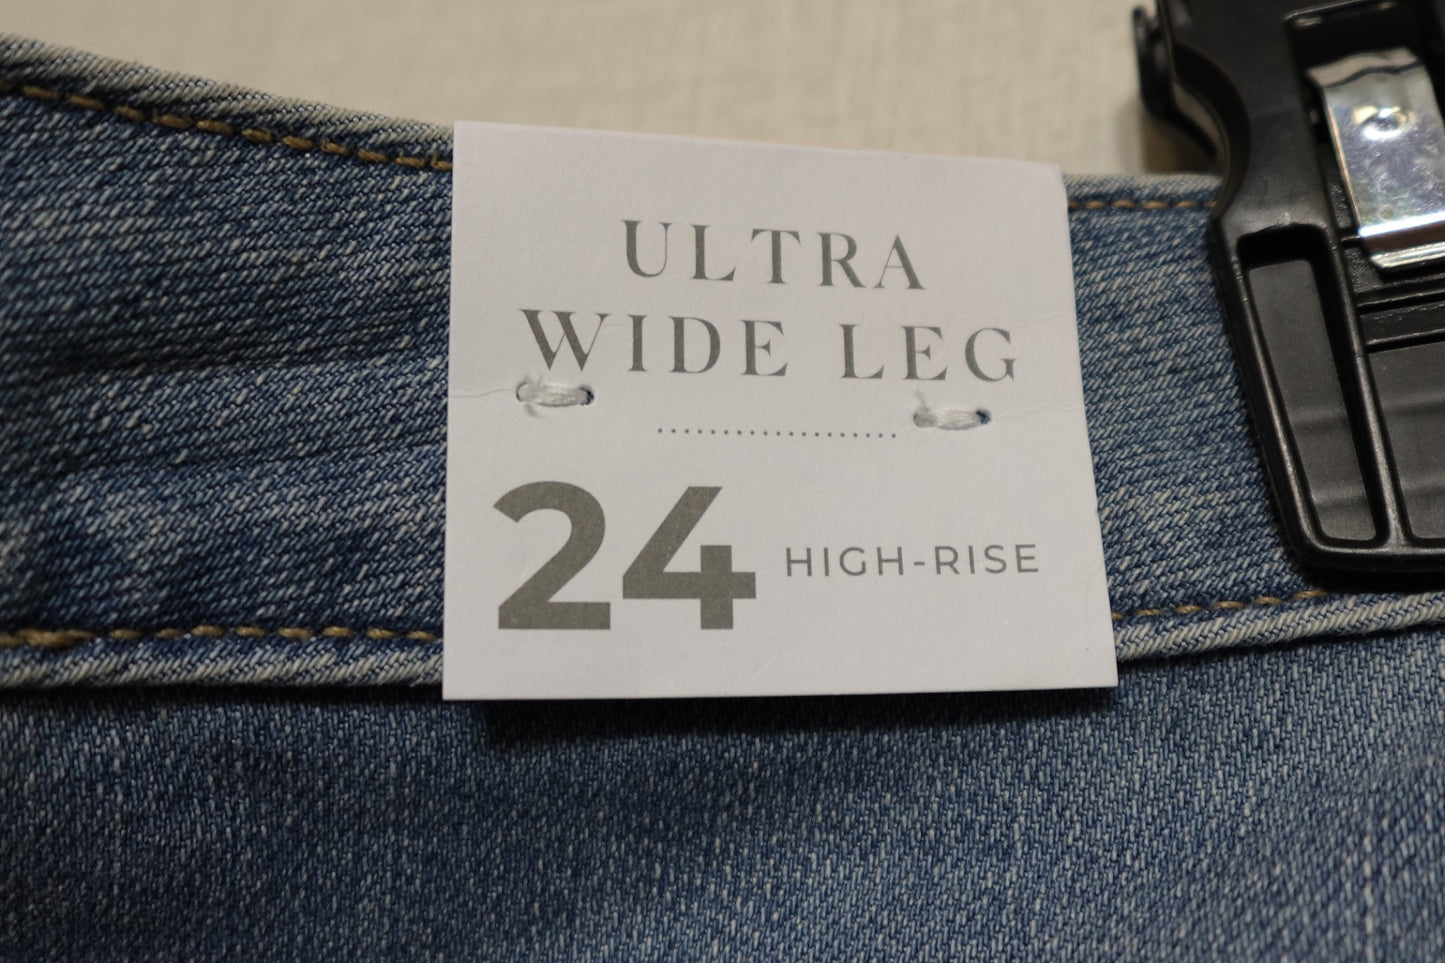 ULTRA
WIDE LEG
24 HIGH-RISE